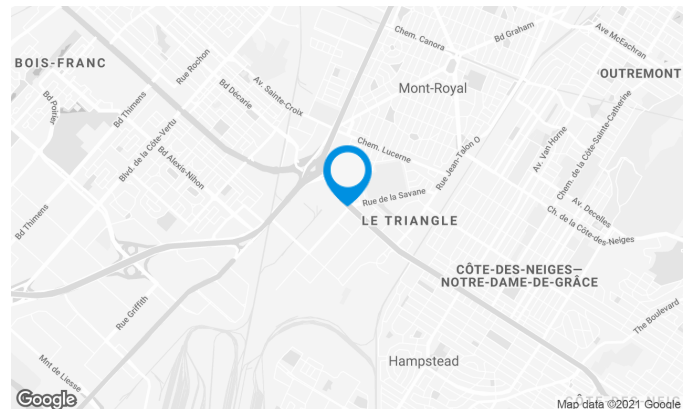 BOIS-FRANC
Rue Rochon
Chem. Canora
Bd Graham
Ave McEachran
OUTREMONT
Bd Poirier
Bd Thimens
Bd Décarie
Av. Sainte-Croix
Mont-Royal
Blvd. de la Côte-Vertu
Bd Alexis-Nihon
Chem. Lucerne
Rue Jean-Talon O
Av. Van Horne
Chem. de la Côte-Sainte-Catherine
Rue de la Savane
LE TRIANGLE
Av. Decelles
Ch. de la Côte-des-Neiges
Bd Thimens
CÔTE-DES-NEIGES—
NOTRE-DAME-DE-GRÂCE
Rue Griffith
The Boulevard
Mnt de Liesse
Hampstead
Google
CÔTE-DES-NEIG
Map data ©2021 Google